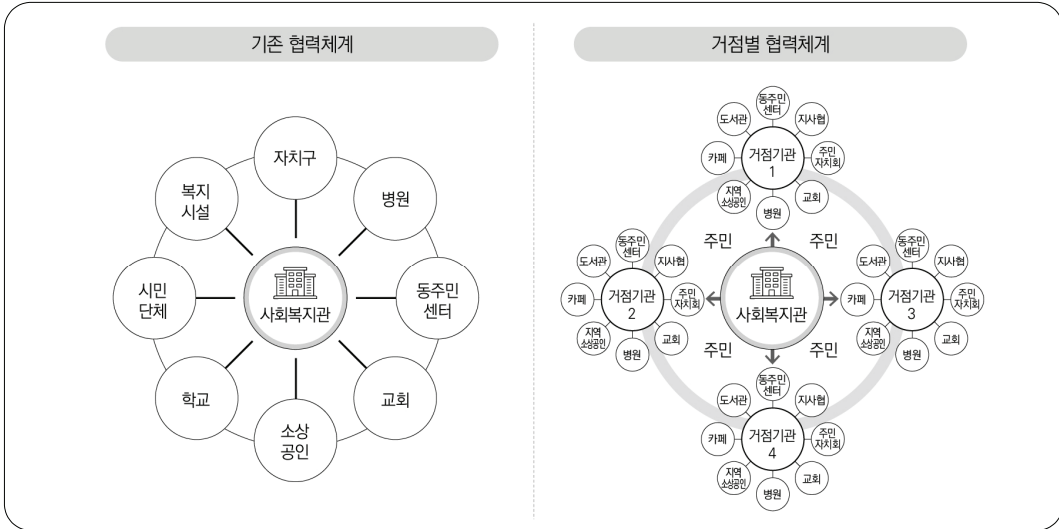 기존 협력체계
자치구
복지
시설
병원
시민
단체
사회복지관
동주민
센터
학교
교회
소상
공인
거점별 협력체계
동주민
센터
도서관
지사협
카페
거점기관
1
주민
자치회
지역
소상공인
교회
병원
주민
주민
동주민
센터
도서관
지사협
카페
거점기관
2
주민
자치회
지역
소상공인
교회
병원
사회복지관
동주민
센터
도서관
지사협
카페
거점기관
3
주민
자치회
지역
소상공인
교회
병원
주민
주민
동주민
센터
도서관
지사협
카페
거점기관
4
주민
자치회
지역
소상공인
교회
병원